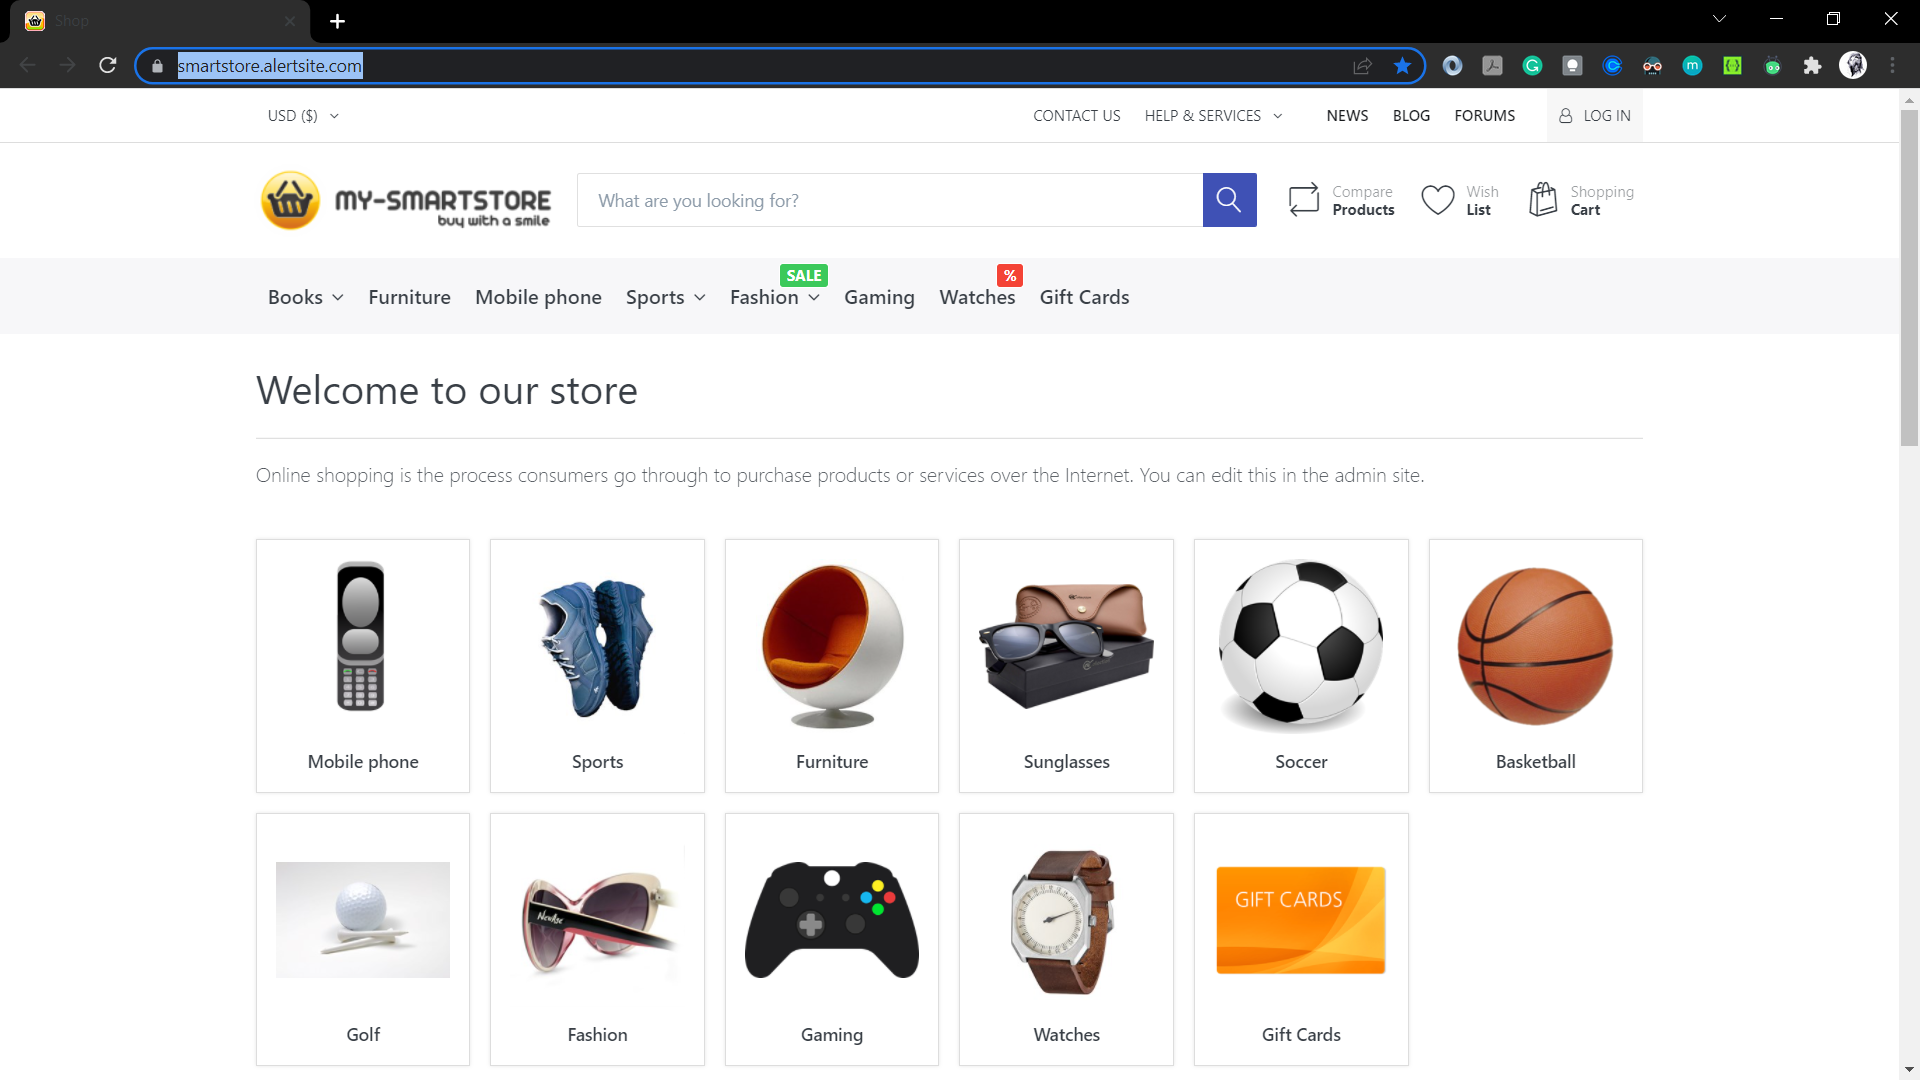 Shop
smartstore.alertsite.com
USD ($)
CONTACT US HELP & SERVICES NEWS BLOG FORUMS LOG IN
MY-SMARTSTORE
buy with a smile
What are you looking for?
Compare
Products
Wish
List
Shopping
Cart
SALE %
Books Furniture Mobile phone Sports Fashion Gaming Watches Gift Cards
Welcome to our store
Online shopping is the process consumers go through to purchase products or services over the Internet. You can edit this in the admin site.
Mobile phone Sports Furniture Sunglasses Soccer Basketball
GIFT CARDS
Golf Fashion Gaming Watches Gift Cards